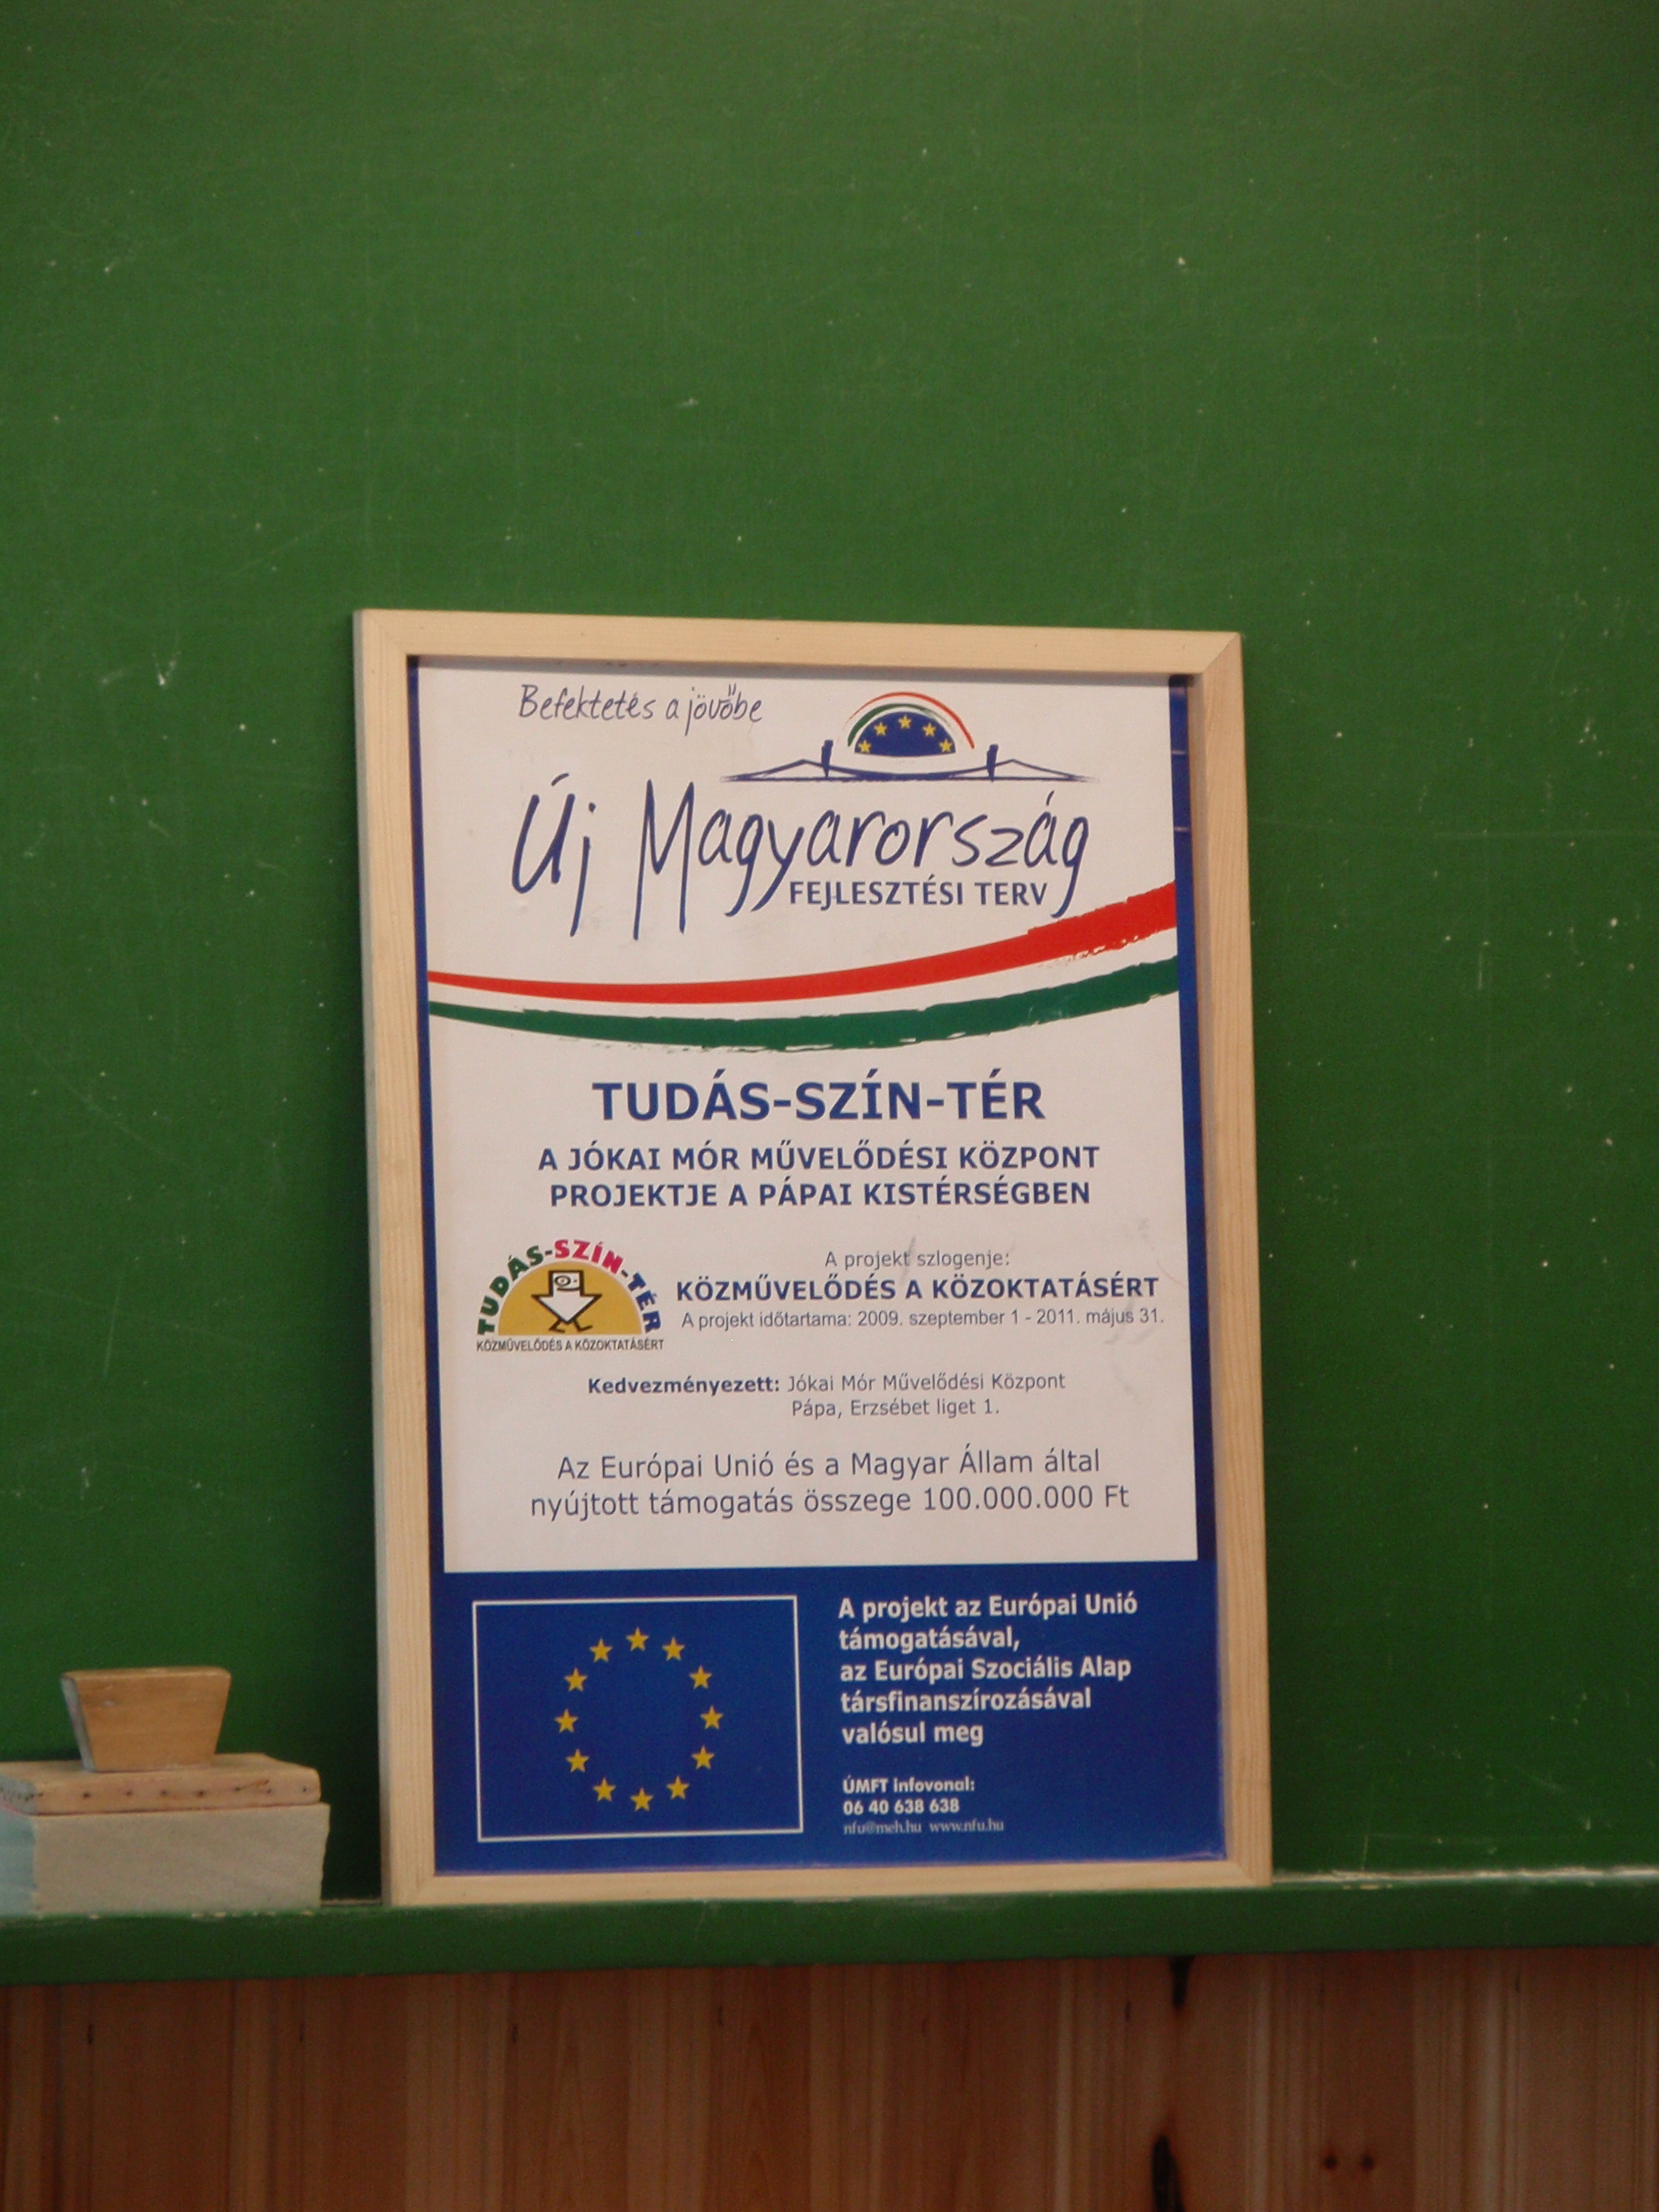 Befektetés a jövőbe
Új Magyarország
FEJLESZTÉSI TERV
TUDÁS-SZÍN-TÉR
A JÓKAI MÓR MŰVELŐDÉSI KÖZPONT
PROJEKTJE A PÁPAI KISTÉRSÉGBEN
TUDÁS-SZÍN-TÉR
KÖZMŰVELŐDÉS A KÖZOKTATÁSÉRT
A projekt szlogenje:
KÖZMŰVELŐDÉS A KÖZOKTATÁSÉRT
A projekt időtartama: 2009. szeptember 1 - 2011. május 31.
Kedvezményezett: Jókai Mór Művelődési Központ
Pápa, Erzsébet liget 1.
Az Európai Unió és a Magyar Állam által
nyújtott támogatás összege 100.000.000 Ft
A projekt az Európai Unió
támogatásával,
az Európai Szociális Alap
társfinanszírozásával
valósul meg
ÚMFT infovonal:
06 40 638 638
nfu@meh.hu www.nfu.hu